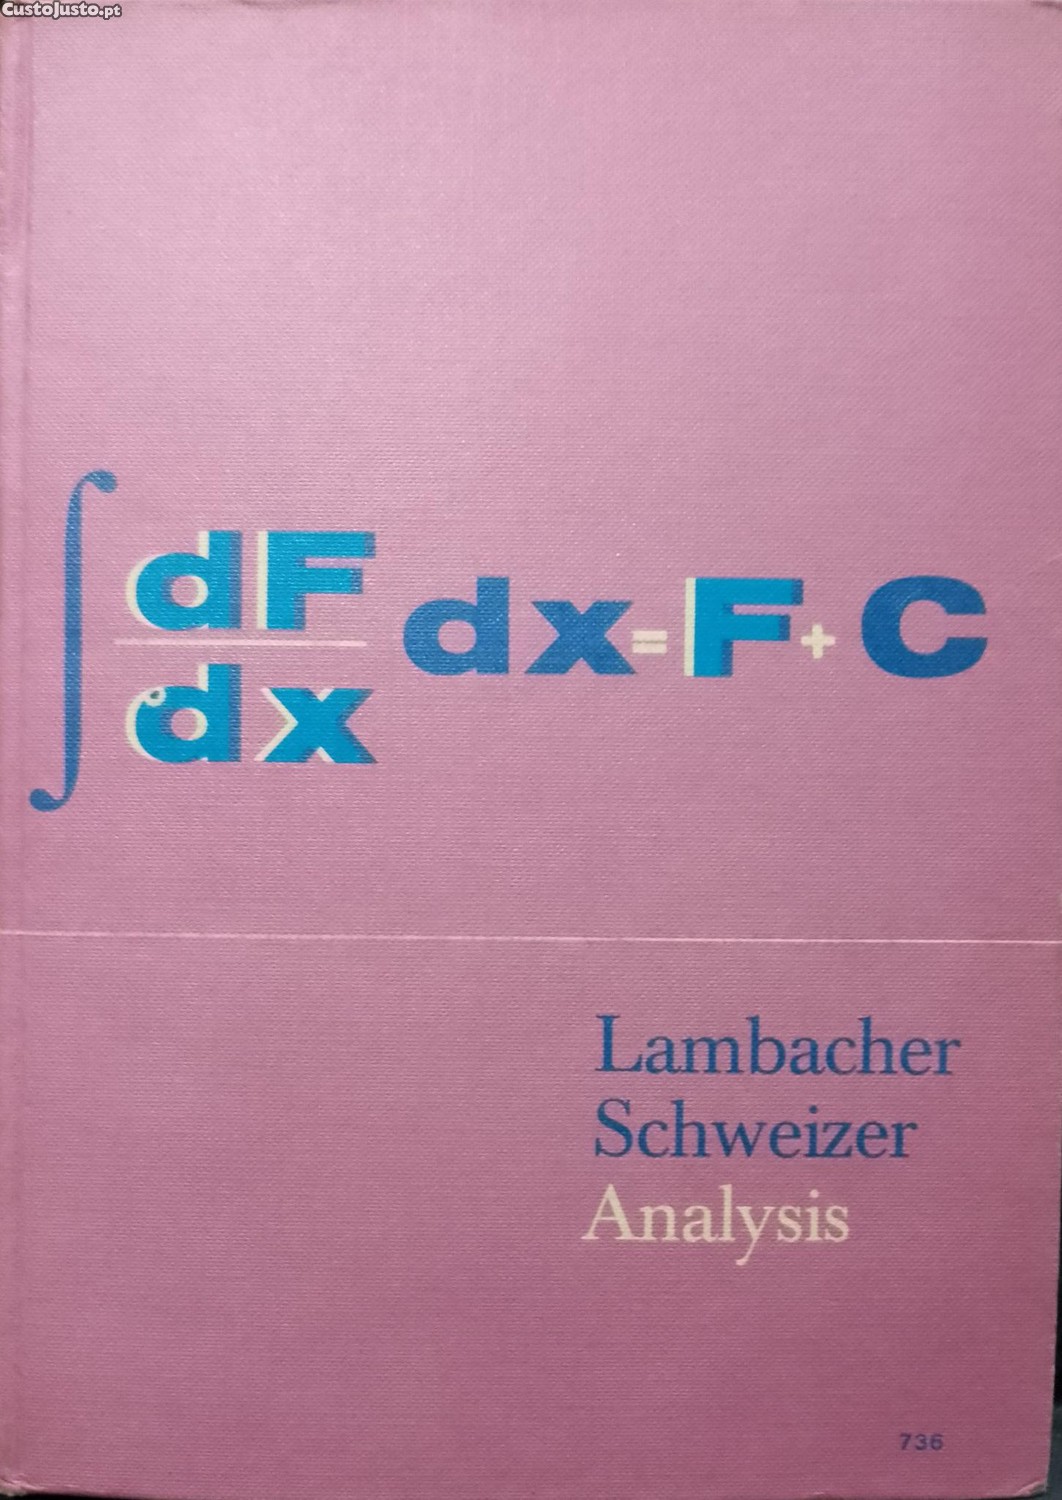 CustoJusto.pt
∫ dF/dx dx = F + C
Lambacher
Schweizer
Analysis
736